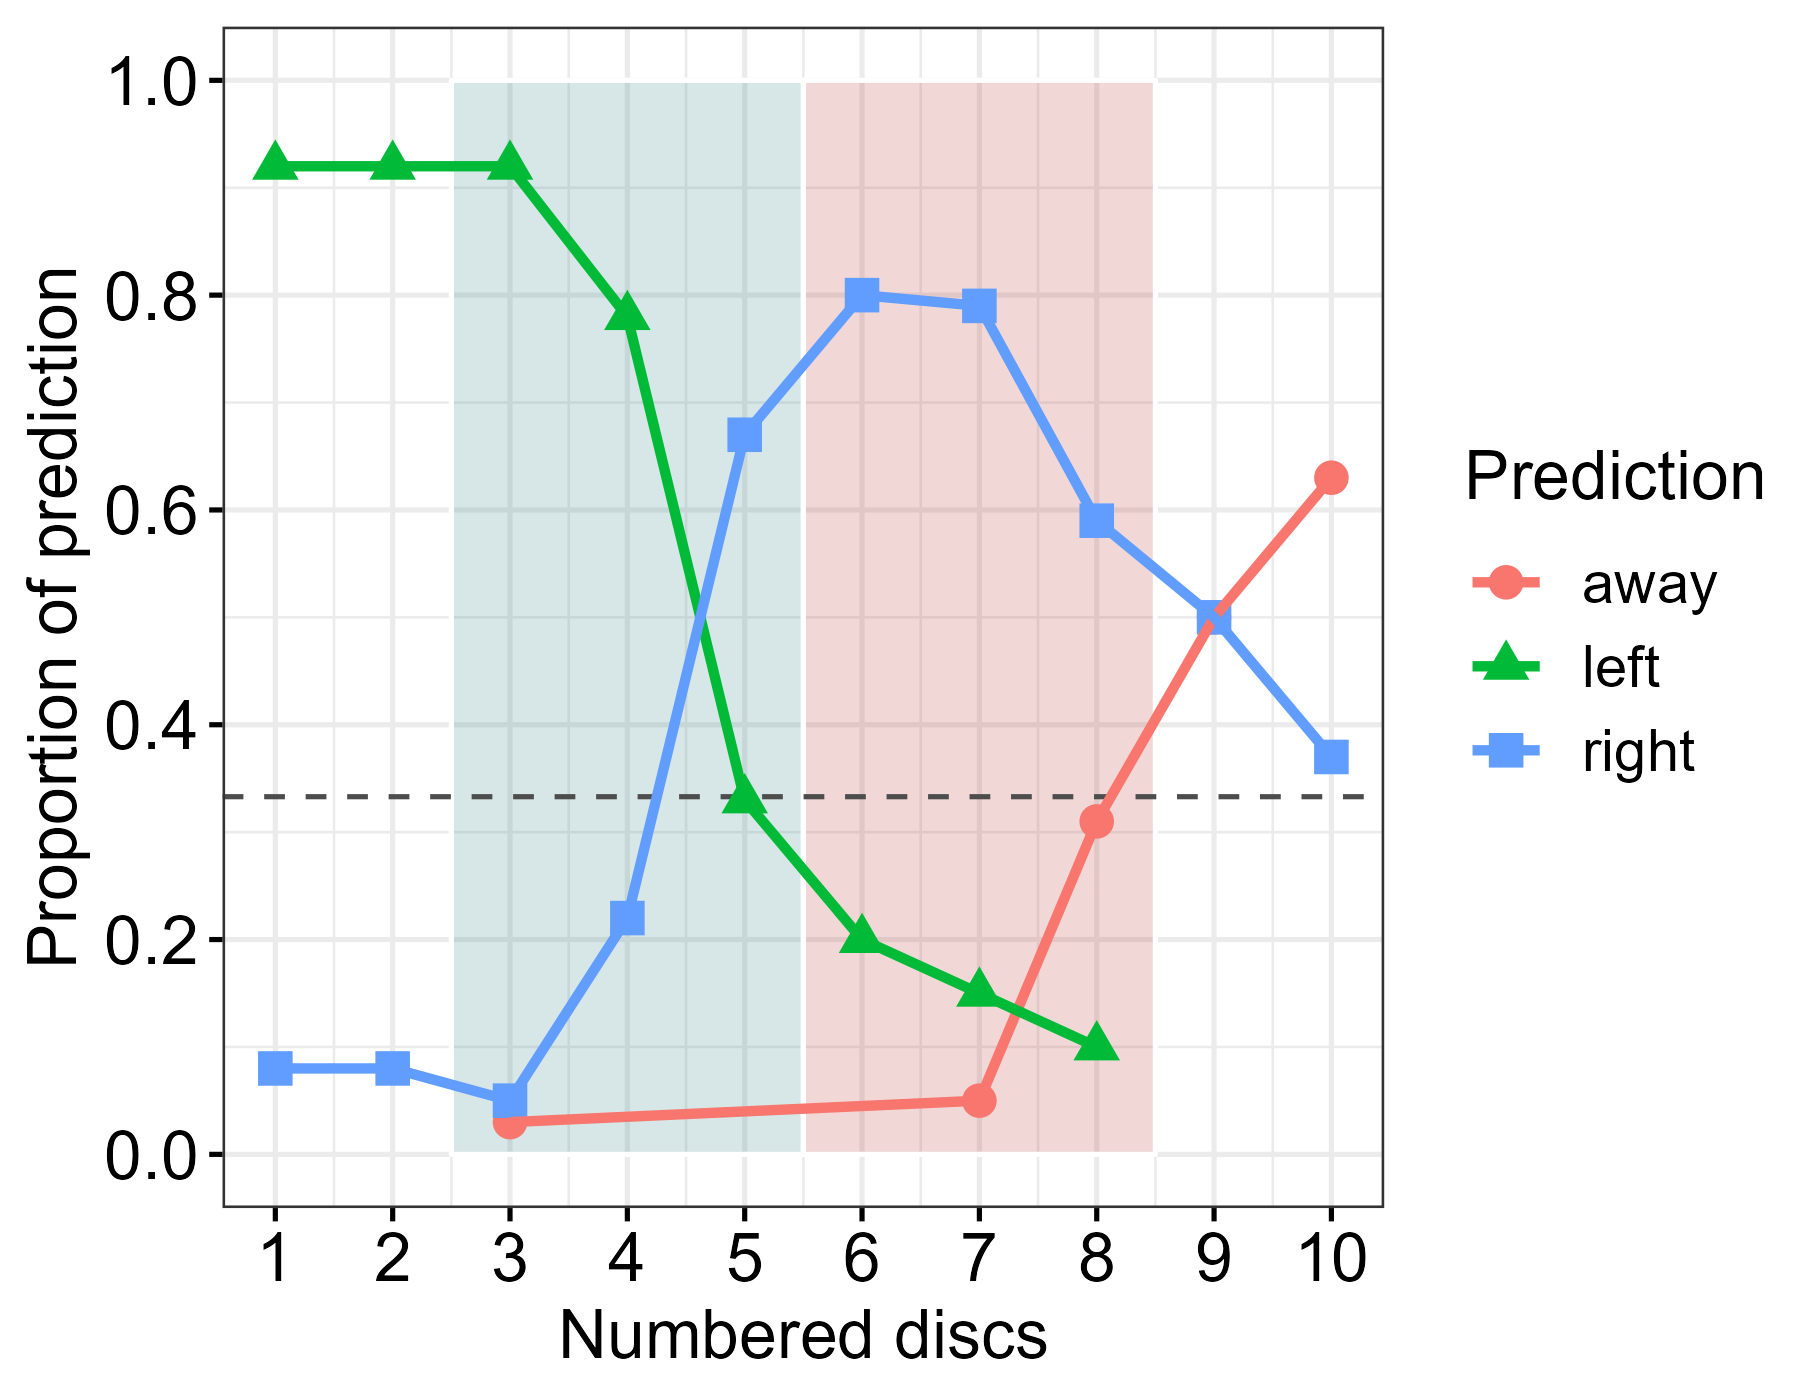 Proportion of prediction
1.0
0.8
0.6
0.4
0.2
0.0
1 2 3 4 5 6 7 8 9 10
Numbered discs
Prediction
away
left
right